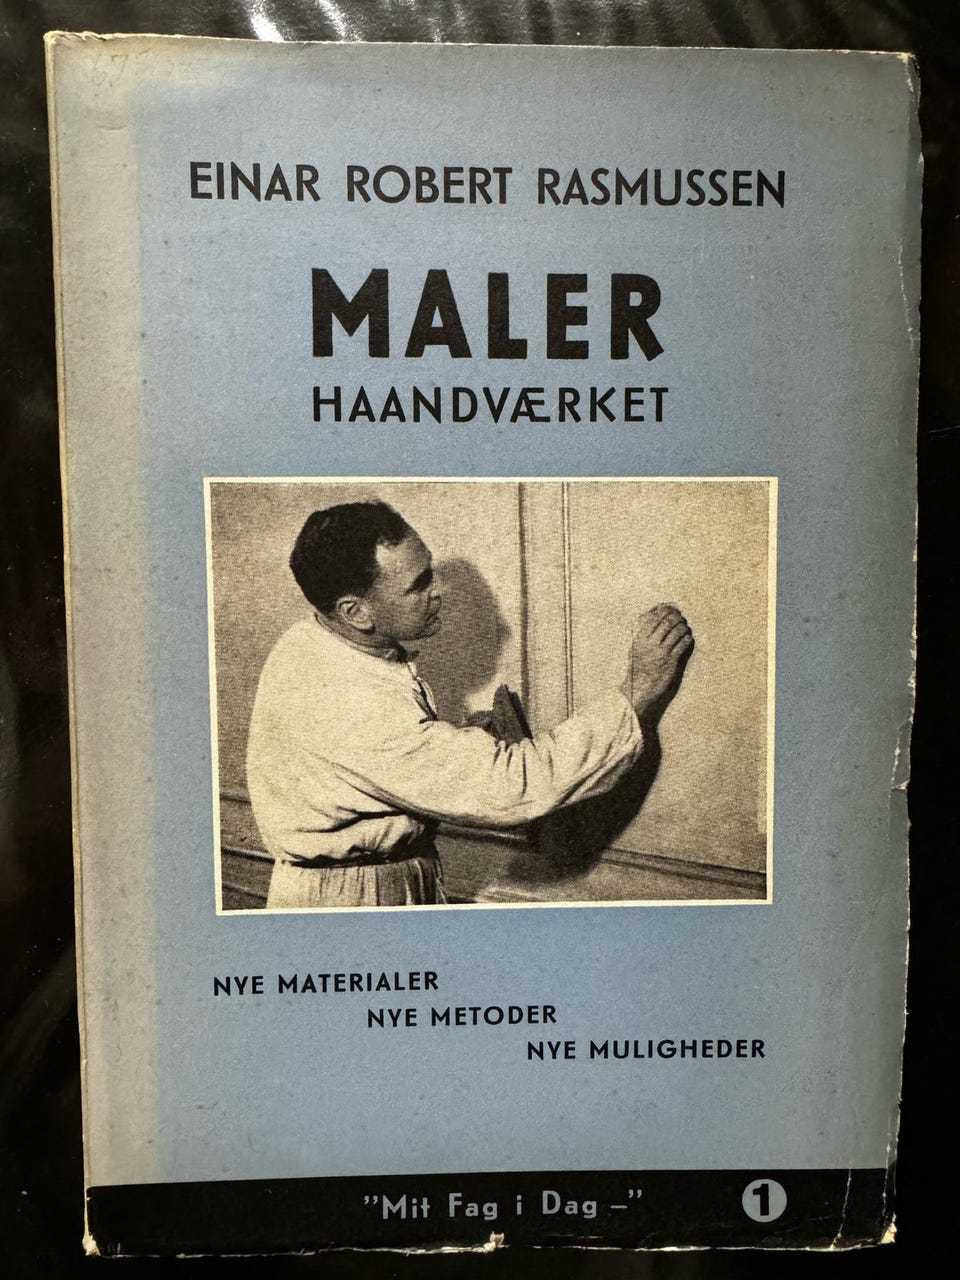 EINAR ROBERT RASMUSSEN
MALER
HAANDVÆRKET
NYE MATERIALER
NYE METODER
NYE MULIGHEDER
"Mit Fag i Dag –" 1